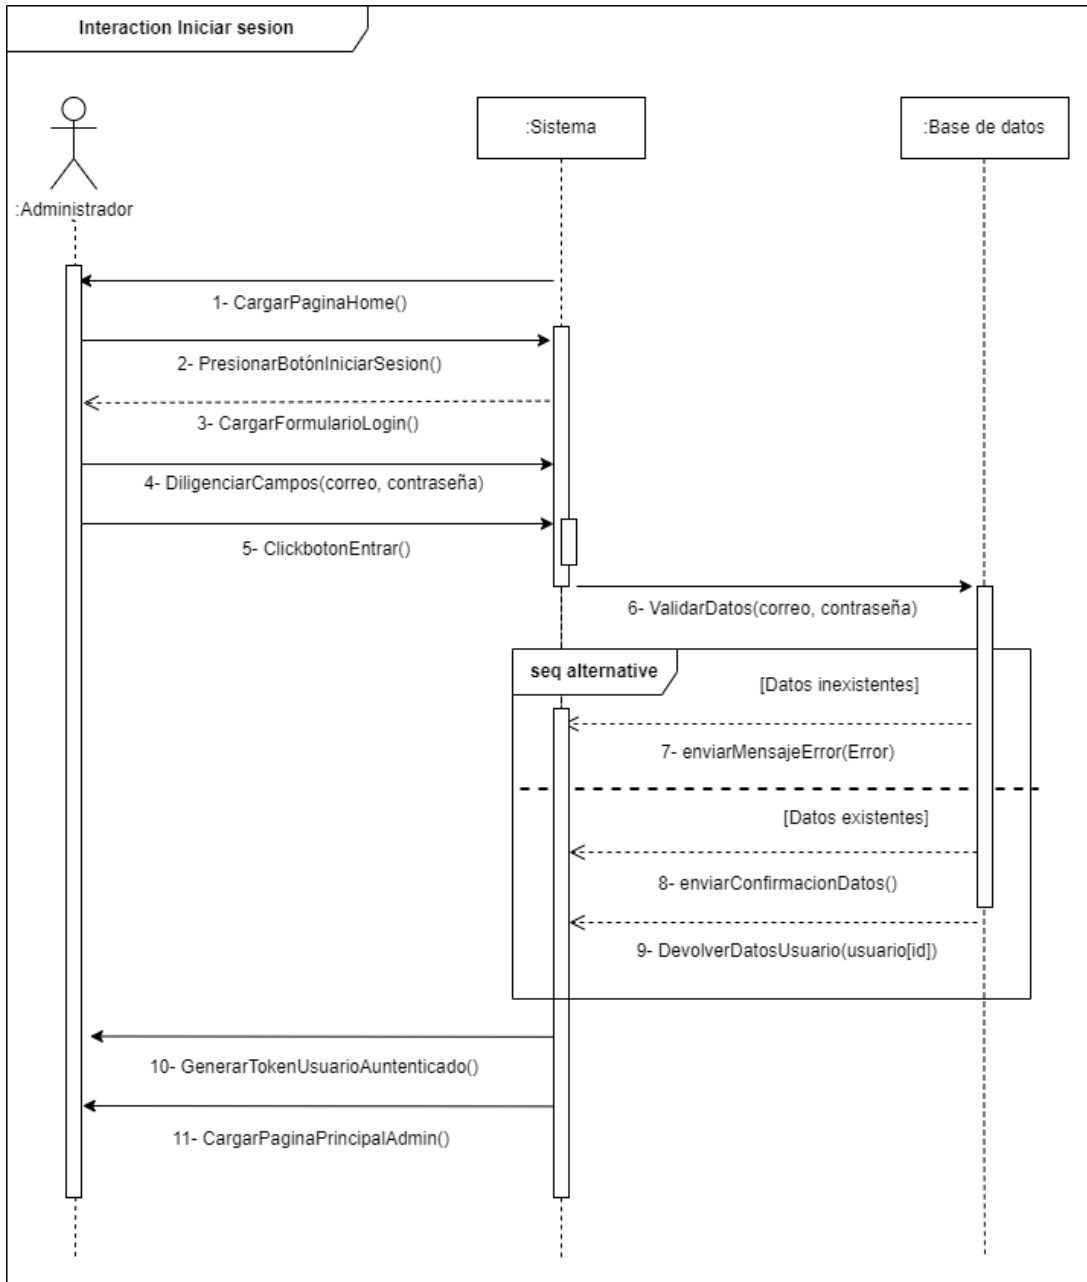 Interaction Iniciar sesion
:Sistema
:Base de datos
:Administrador
1- CargarPaginaHome()
2- PresionarBotónIniciarSesion()
3- CargarFormularioLogin()
4- DiligenciarCampos(correo, contraseña)
5- ClickbotonEntrar()
6- ValidarDatos(correo, contraseña)
seq alternative
[Datos inexistentes]
7- enviarMensajeError(Error)
[Datos existentes]
8- enviarConfirmacionDatos()
9- DevolverDatosUsuario(usuario[id])
10- GenerarTokenUsuarioAuntenticado()
11- CargarPaginaPrincipalAdmin()